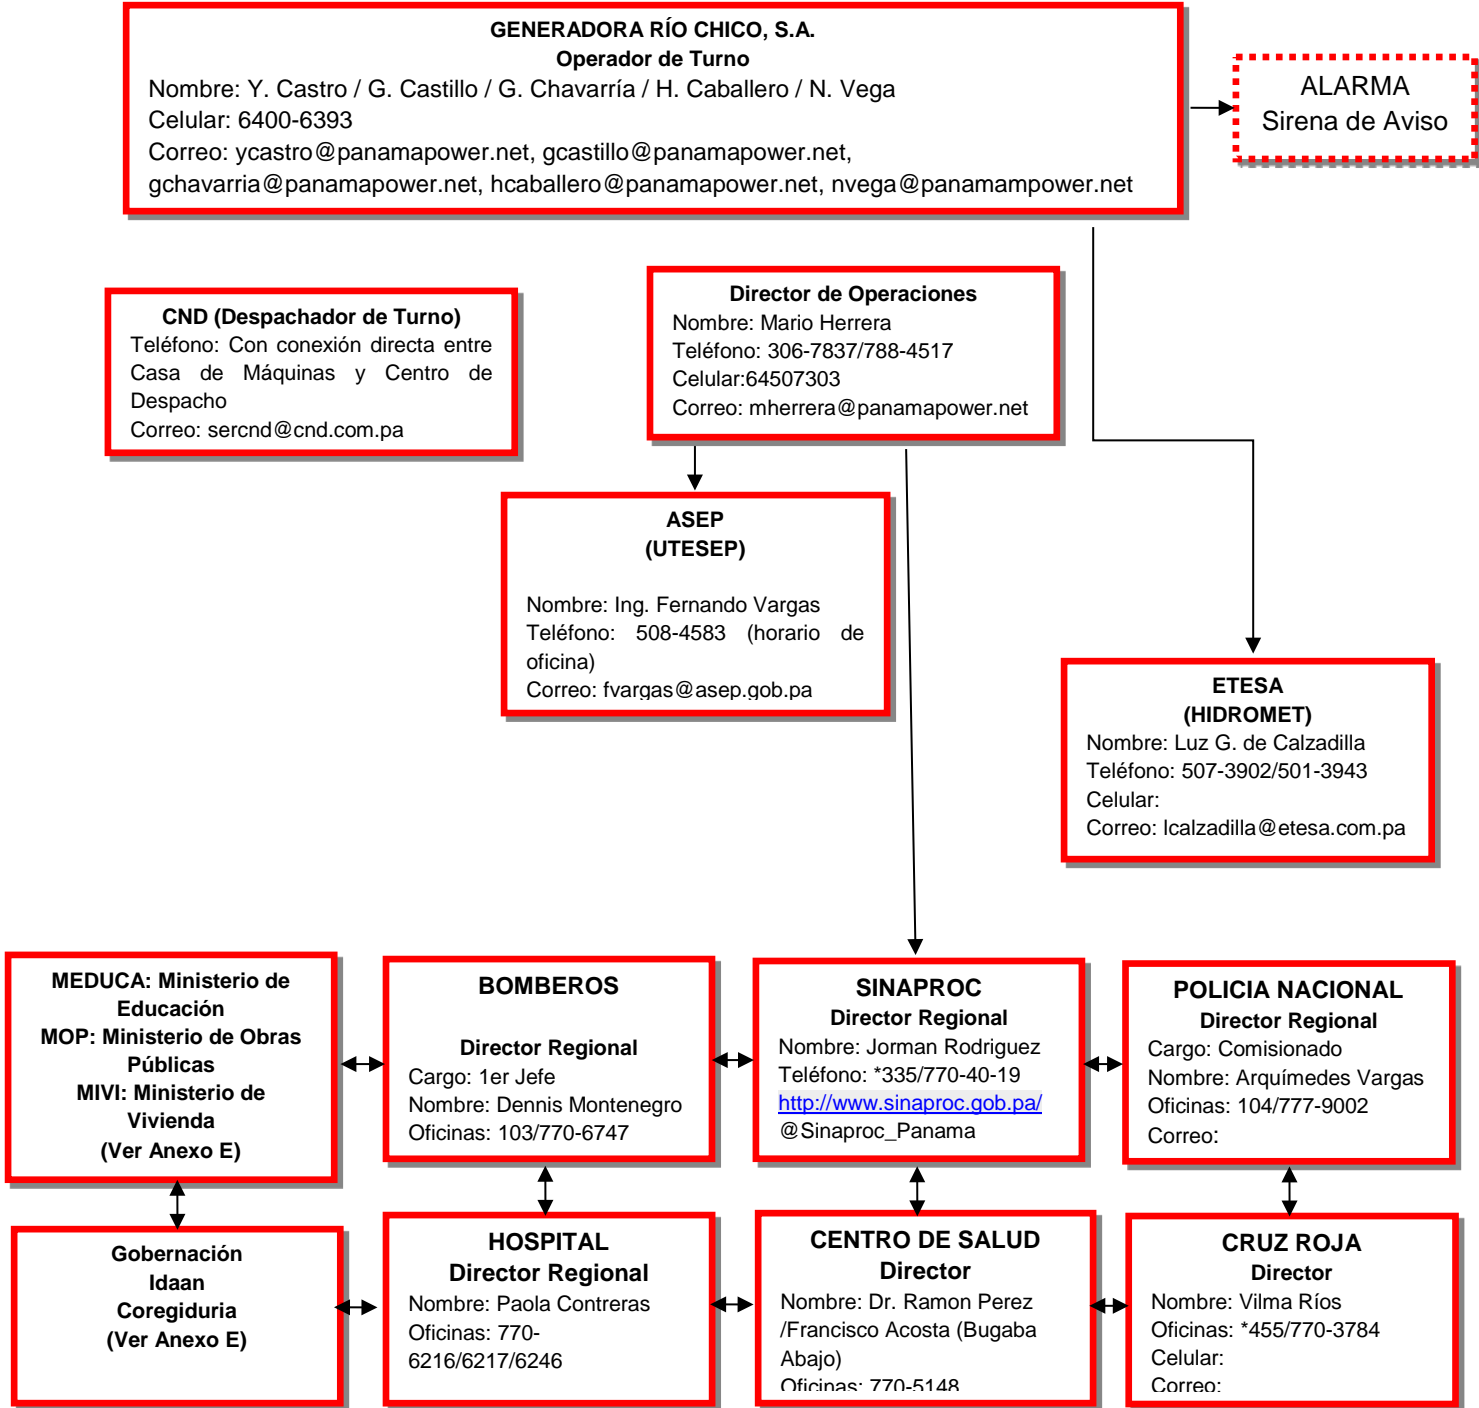 GENERADORA RÍO CHICO, S.A.
Operador de Turno
Nombre: Y. Castro / G. Castillo / G. Chavarría / H. Caballero / N. Vega
Celular: 6400-6393
Correo: ycastro@panamapower.net, gcastillo@panamapower.net,
gchavarria@panamapower.net, hcaballero@panamapower.net, nvega@panamampower.net
ALARMA
Sirena de Aviso
CND (Despachador de Turno)
Teléfono: Con conexión directa entre
Casa de Máquinas y Centro de
Despacho
Correo: sercnd@cnd.com.pa
Director de Operaciones
Nombre: Mario Herrera
Teléfono: 306-7837/788-4517
Celular:64507303
Correo: mherrera@panamapower.net
ASEP
(UTESEP)
Nombre: Ing. Fernando Vargas
Teléfono: 508-4583 (horario de
oficina)
Correo: fvargas@asep.gob.pa
ETESA
(HIDROMET)
Nombre: Luz G. de Calzadilla
Teléfono: 507-3902/501-3943
Celular:
Correo: lcalzadilla@etesa.com.pa
MEDUCA: Ministerio de
Educación
MOP: Ministerio de Obras
Públicas
MIVI: Ministerio de
Vivienda
(Ver Anexo E)
BOMBEROS
Director Regional
Cargo: 1er Jefe
Nombre: Dennis Montenegro
Oficinas: 103/770-6747
SINAPROC
Director Regional
Nombre: Jorman Rodriguez
Teléfono: *335/770-40-19
http://www.sinaproc.gob.pa/
@Sinaproc_Panama
POLICIA NACIONAL
Director Regional
Cargo: Comisionado
Nombre: Arquímedes Vargas
Oficinas: 104/777-9002
Correo:
Gobernación
Idaan
Coregiduria
(Ver Anexo E)
HOSPITAL
Director Regional
Nombre: Paola Contreras
Oficinas: 770-
6216/6217/6246
CENTRO DE SALUD
Director
Nombre: Dr. Ramon Perez
/Francisco Acosta (Bugaba
Abajo)
Oficinas: 770-5148
CRUZ ROJA
Director
Nombre: Vilma Ríos
Oficinas: *455/770-3784
Celular:
Correo: